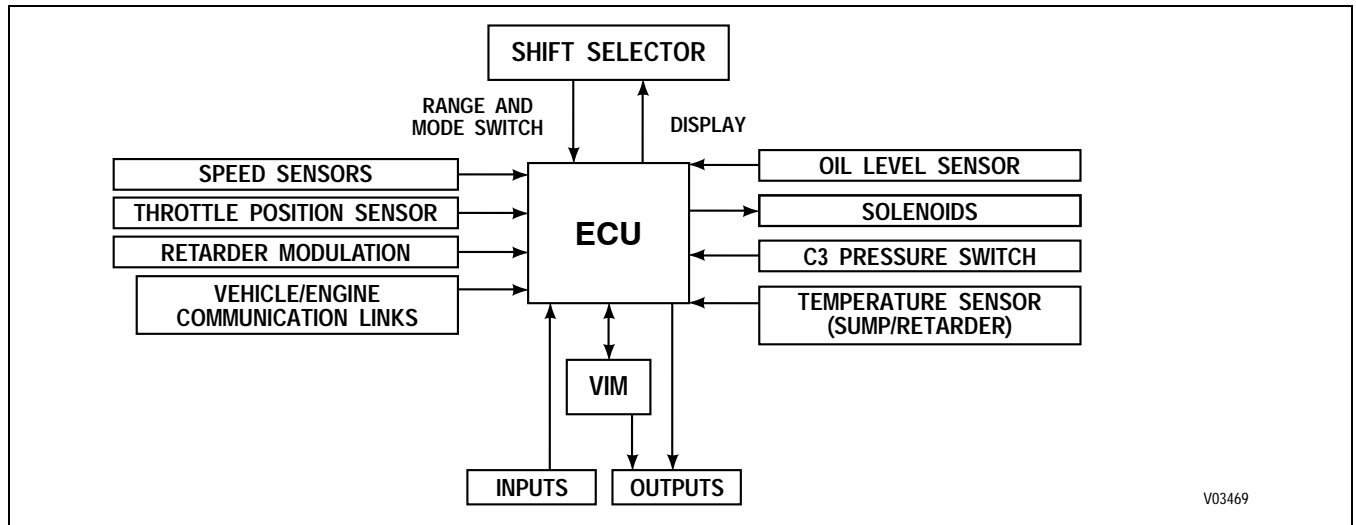 SHIFT SELECTOR
RANGE AND
MODE SWITCH
DISPLAY
SPEED SENSORS
THROTTLE POSITION SENSOR
RETARDER MODULATION
VEHICLE/ENGINE
COMMUNICATION LINKS
ECU
OIL LEVEL SENSOR
SOLENOIDS
C3 PRESSURE SWITCH
TEMPERATURE SENSOR
(SUMP/RETARDER)
VIM
INPUTS
OUTPUTS
V03469